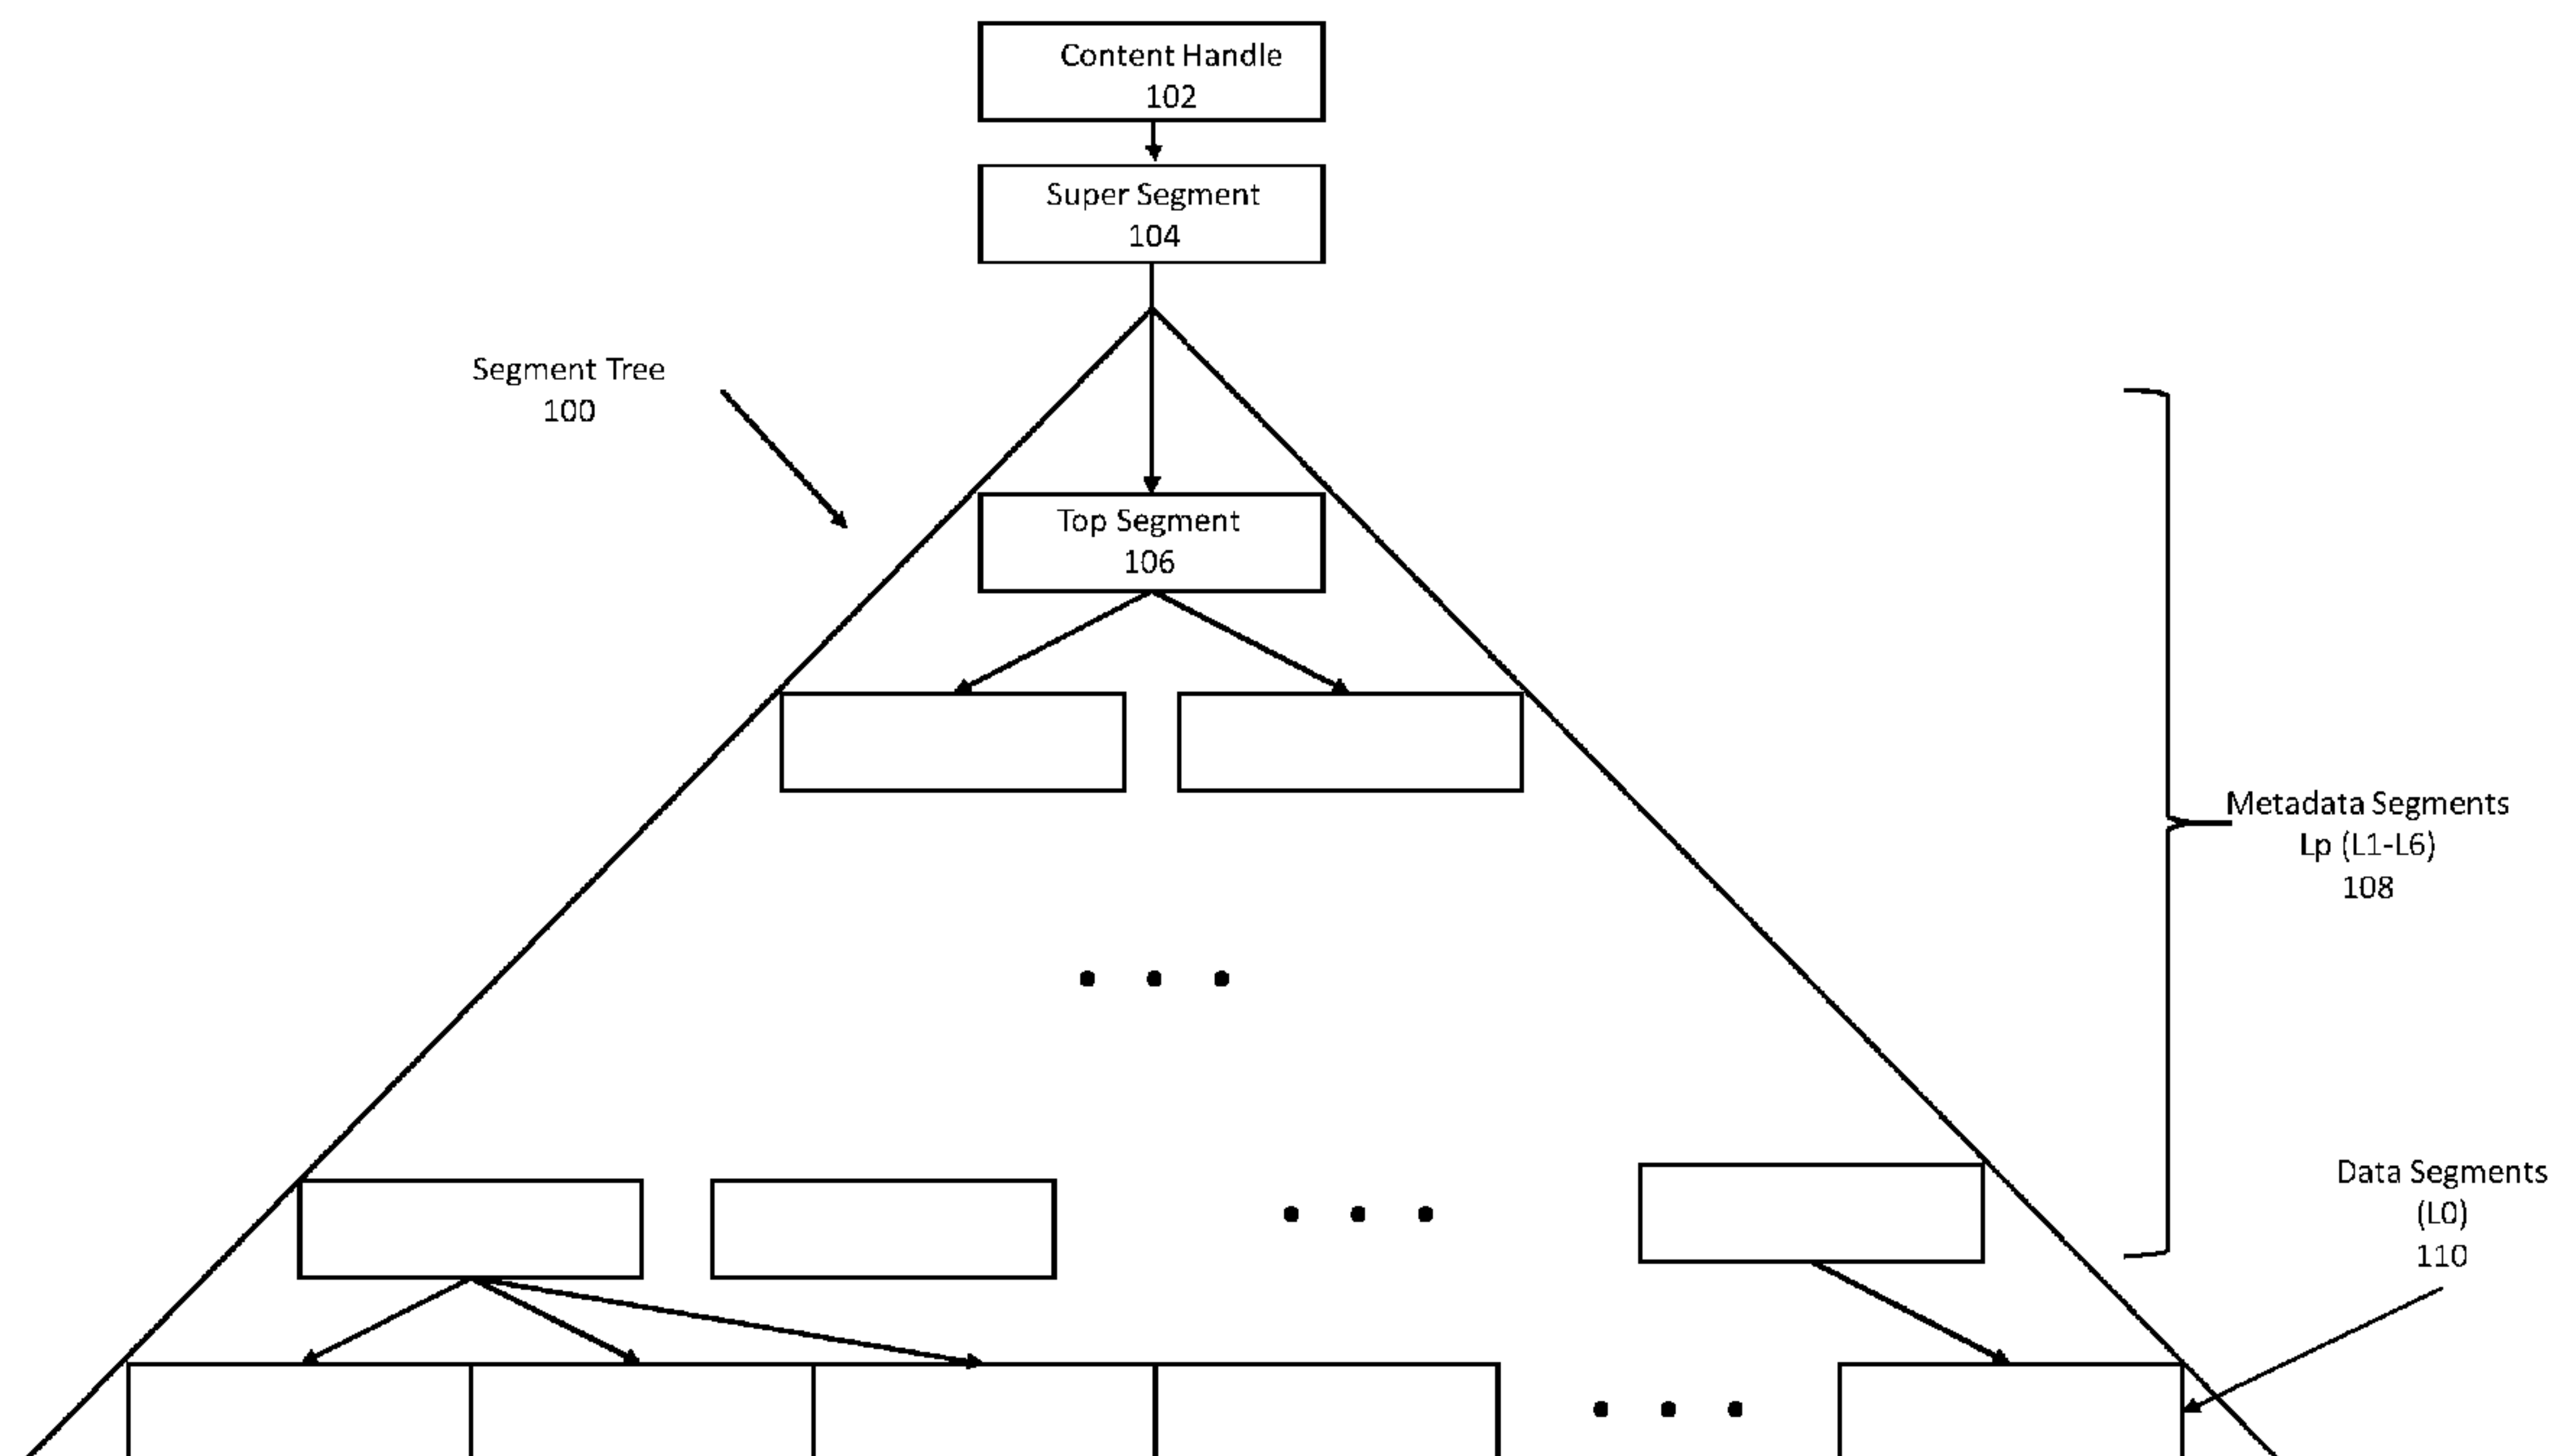 Content Handle
102
Super Segment
104
Segment Tree
100
Top Segment
106
Metadata Segments
Lp (L1-L6)
108
Data Segments
(L0)
110